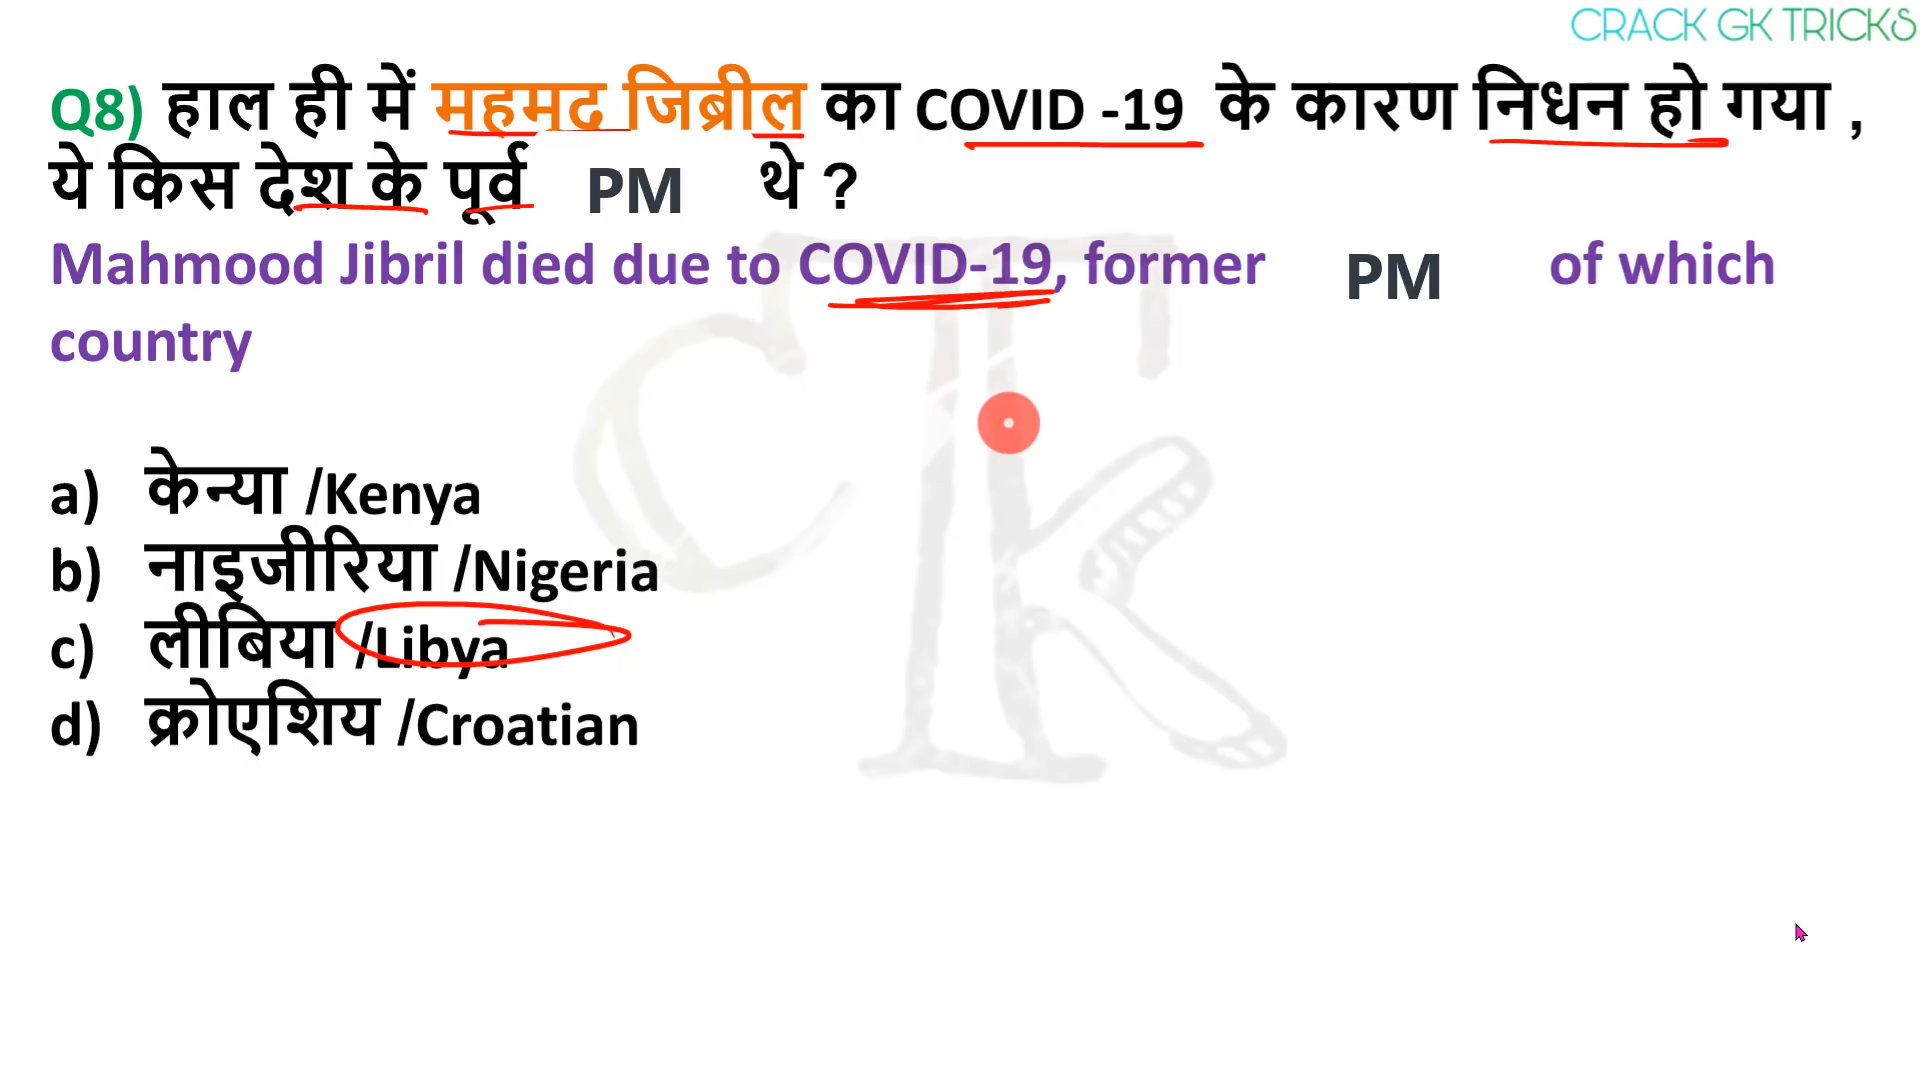 CRACK GK TRICKS
Q8) हाल ही में महमद जिब्रील का COVID -19 के कारण निधन हो गया ,
ये किस देश के पूर्व PM थे ?
Mahmood Jibril died due to COVID-19, former PM of which
country
a) केन्या /Kenya
b) नाइजीरिया /Nigeria
c) लीबिया /Libya
d) क्रोएशिय /Croatian